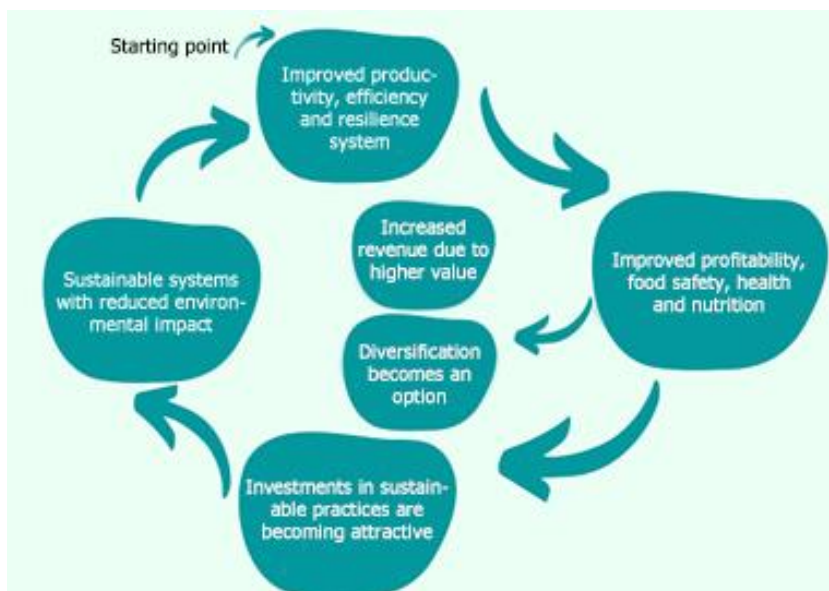 Starting point
Improved produc-
tivity, efficiency
and resilience
system
Improved profitability,
food safety, health
and nutrition
Increased
revenue due to
higher value
Diversification
becomes an
option
Investments in sustain-
able practices are
becoming attractive
Sustainable systems
with reduced environ-
mental impact